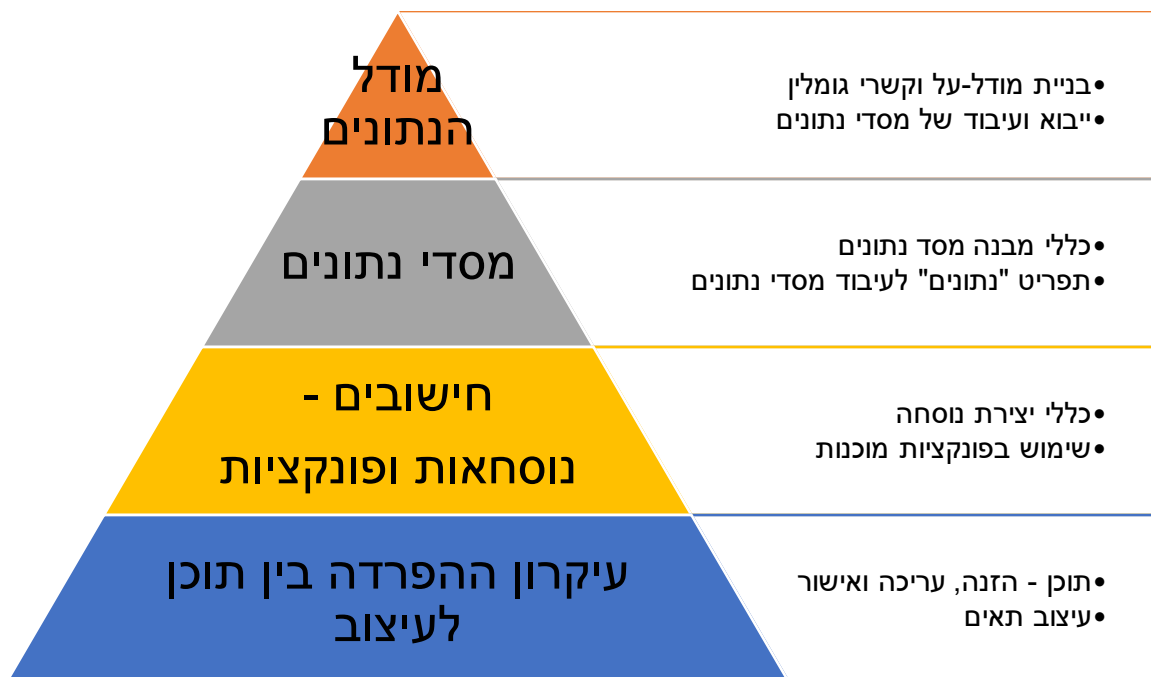 מודל
הנתונים
•בניית מודל-על וקשרי גומלין
•ייבוא ועיבוד של מסדי נתונים
מסדי נתונים
•כללי מבנה מסד נתונים
•תפריט "נתונים" לעיבוד מסדי נתונים
חישובים -
נוסחאות ופונקציות
•כללי יצירת נוסחה
•שימוש בפונקציות מוכנות
עיקרון ההפרדה בין תוכן
לעיצוב
•תוכן - הזנה, עריכה ואישור
•עיצוב תאים